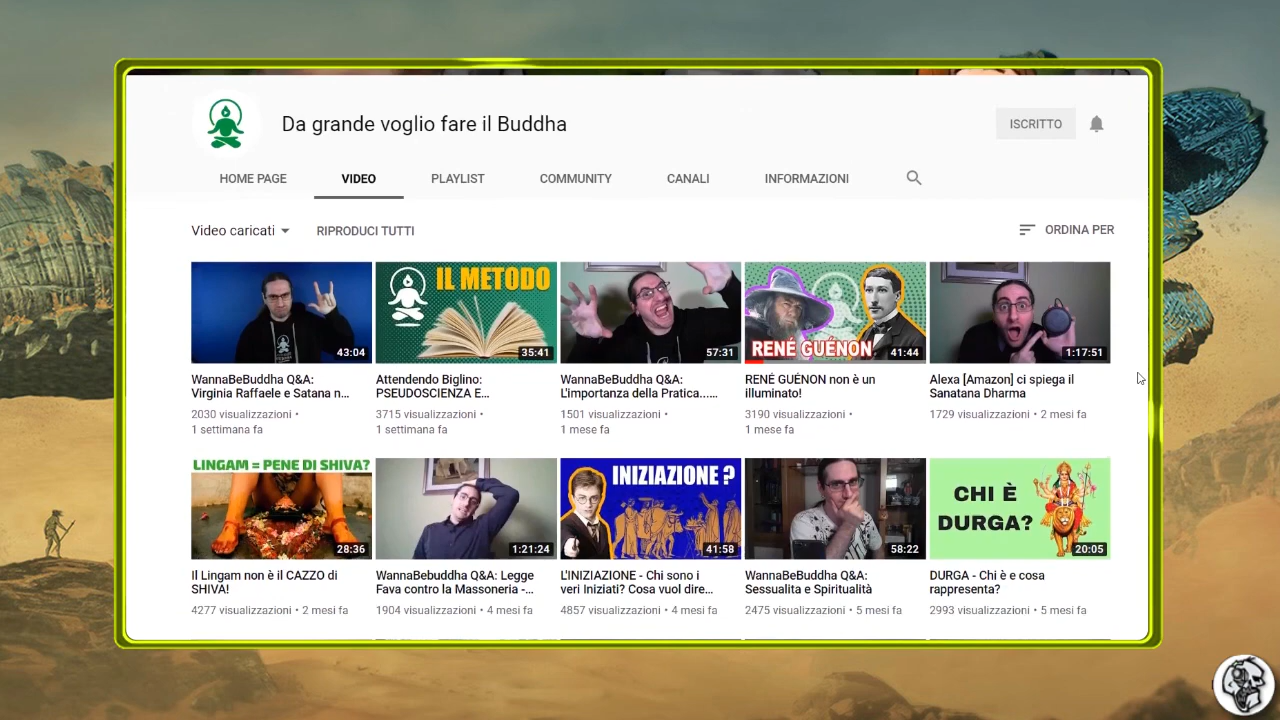 Da grande voglio fare il Buddha
ISCRITTO
HOME PAGE
VIDEO
PLAYLIST
COMMUNITY
CANALI
INFORMAZIONI
Video caricati
RIPRODUCI TUTTI
ORDINA PER
43:04
IL METODO
35:41
57:31
RENÉ GUÉNON
41:44
1:17:51
WannaBeBuddha Q&A:
Virginia Raffaele e Satana n...
2030 visualizzazioni •
1 settimana fa
Attendendo Biglino:
PSEUDOSCIENZA E...
3715 visualizzazioni •
1 settimana fa
WannaBeBuddha Q&A:
L'importanza della Pratica......
1501 visualizzazioni •
1 mese fa
RENÉ GUÉNON non è un
illuminato!
3190 visualizzazioni •
1 mese fa
Alexa [Amazon] ci spiega il
Sanatana Dharma
1729 visualizzazioni • 2 mesi fa
LINGAM = PENE DI SHIVA?
28:36
1:21:24
INIZIAZIONE ?
41:58
58:22
CHI È
DURGA?
20:05
Il Lingam non è il CAZZO di
SHIVA!
4277 visualizzazioni • 2 mesi fa
WannaBebuddha Q&A: Legge
Fava contro la Massoneria -...
1904 visualizzazioni • 4 mesi fa
L'INIZIAZIONE - Chi sono i
veri Iniziati? Cosa vuol dire...
4857 visualizzazioni • 4 mesi fa
WannaBeBuddha Q&A:
Sessualita e Spiritualità
2475 visualizzazioni • 5 mesi fa
DURGA - Chi è e cosa
rappresenta?
2993 visualizzazioni • 5 mesi fa